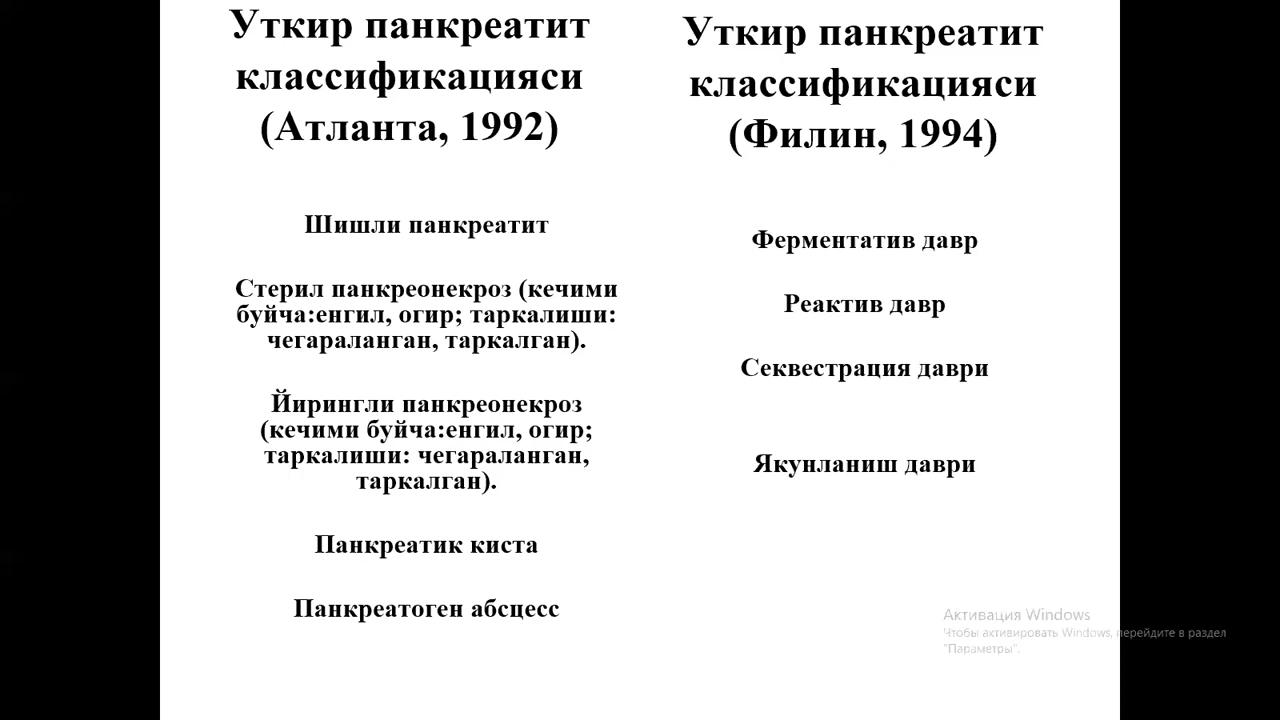 Уткир панкреатит
классификацияси
(Атланта, 1992)
Шишли панкреатит
Стерил панкреонекроз (кечими
буйча:енгил, огир; таркалиши:
чегараланган, таркалган).
Йирингли панкреонекроз
(кечими буйча:енгил, огир;
таркалиши: чегараланган,
таркалган).
Панкреатик киста
Панкреатоген абсцесс
Уткир панкреатит
классификацияси
(Филин, 1994)
Ферментатив давр
Реактив давр
Секвестрация даври
Якунланиш даври
Активация Windows
Чтобы активировать Windows, перейдите в раздел
"Параметры".